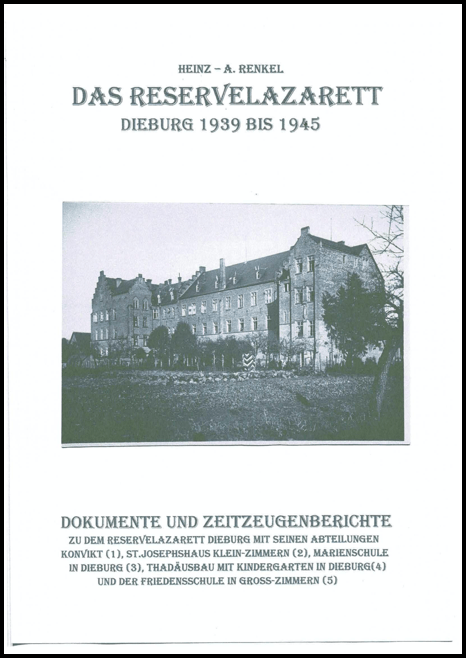 HEINZ – A. RENKEL
DAS RESERVELAZARETT
DIEBURG 1939 BIS 1945
DOKUMENTE UND ZEITZEUGENBERICHTE
ZU DEM RESERVELAZARETT DIEBURG MIT SEINEN ABTEILUNGEN
KONVIKT (1), ST.JOSEPHSHAUS KLEIN-ZIMMERN (2), MARIENSCHULE
IN DIEBURG (3), THADÄUSBAU MIT KINDERGARTEN IN DIEBURG(4)
UND DER FRIEDENSSCHULE IN GROSS-ZIMMERN (5)